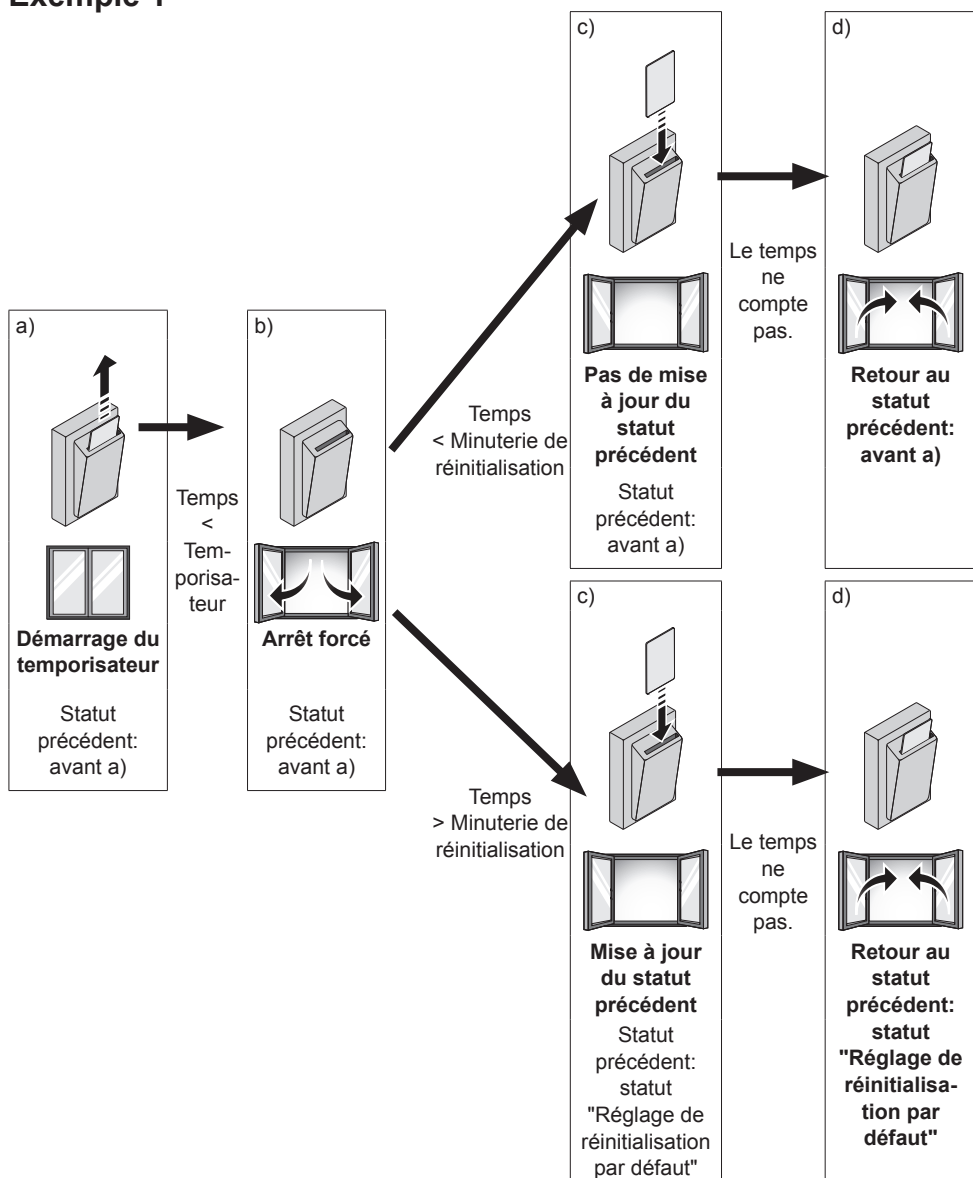 Exemple 1
a)
Démarrage du
temporisateur
Statut
précédent:
avant a)
Temps
<
Tem-
porisa-
teur
b)
Arrêt forcé
Statut
précédent:
avant a)
Temps
< Minuterie de
réinitialisation
c)
Pas de mise
à jour du
statut
précédent
Statut
précédent:
avant a)
Le temps
ne
compte
pas.
d)
Retour au
statut
précédent:
avant a)
Temps
> Minuterie de
réinitialisation
c)
Mise à jour
du statut
précédent
Statut
précédent:
statut
"Réglage de
réinitialisation
par défaut"
Le temps
ne
compte
pas.
d)
Retour au
statut
précédent:
statut
"Réglage de
réinitialisa-
tion par
défaut"